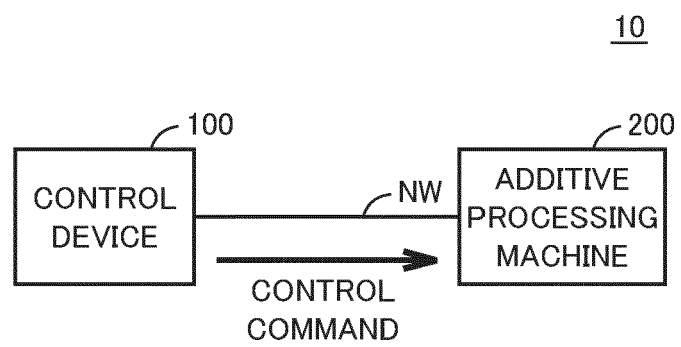 10
100
200
CONTROL
DEVICE
NW
ADDITIVE
PROCESSING
MACHINE
CONTROL
COMMAND